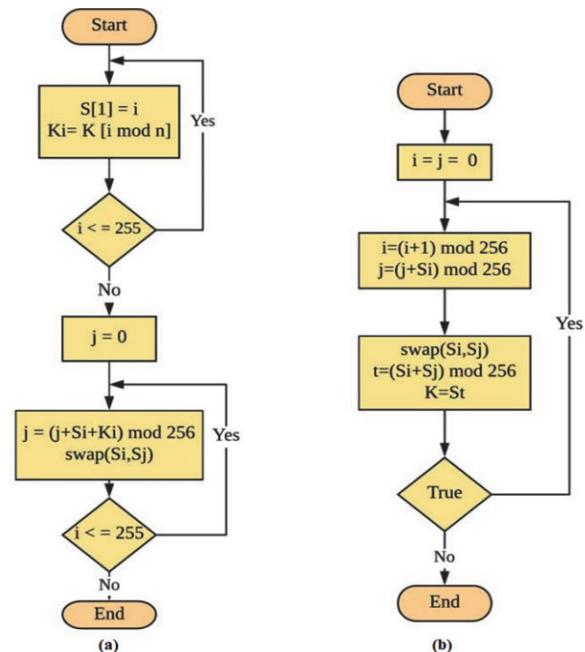 Start
S[1] = i
Ki= K [i mod n]
Yes
i < = 255
No
j = 0
j = (j+Si+Ki) mod 256
swap(Si,Sj)
Yes
i < = 255
No
End
(a)
Start
i = j = 0
i=(i+1) mod 256
j=(j+Si) mod 256
Yes
swap(Si,Sj)
t=(Si+Sj) mod 256
K=St
True
No
End
(b)